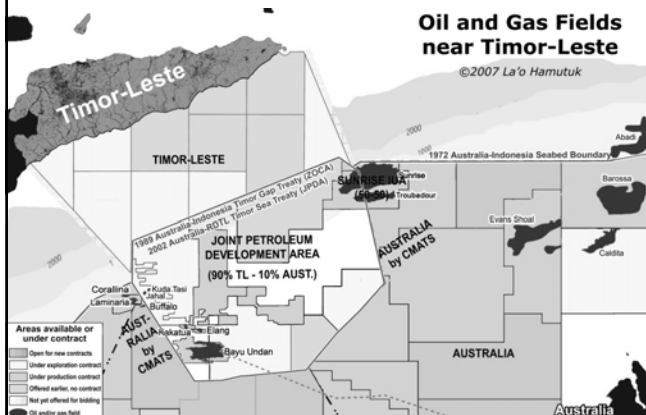 Oil and Gas Fields
near Timor-Leste
©2007 La'o Hamutuk
Timor-Leste
2000
1000
Abadi
1972 Australia-Indonesia Seabed Boundary
TIMOR-LESTE
SUNRISE IUA
(50-50)
Sunrise
Troubadour
Barossa
1989 Australia-Indonesia Timor Gap Treaty (ZOCA)
2002 Australia-RDTL Timor Sea Treaty (JPDA)
Evans Shoal
JOINT PETROLEUM
DEVELOPMENT AREA
(90% TL - 10% AUST.)
AUSTRALIA
by CMATS
Caldita
2000
Corallina
Laminaria
Kuda Tasi
Jahal
Buffalo
AUST-
RALIA
by
CMATS
Kakatua
Elang
Bayu Undan
AUSTRALIA
Areas available or
under contract
Open for new contracts
Under exploration contract
Under production contract
Offered earlier, no contract
Not yet offered for bidding
Oil and/or gas field
Australia